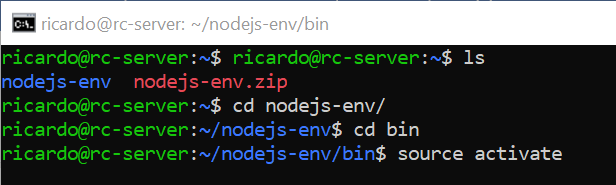 ricardo@rc-server: ~/nodejs-env/bin
ricardo@rc-server:~$ ricardo@rc-server:~$ ls
nodejs-env  nodejs-env.zip
ricardo@rc-server:~$ cd nodejs-env/
ricardo@rc-server:~/nodejs-env$ cd bin
ricardo@rc-server:~/nodejs-env/bin$ source activate